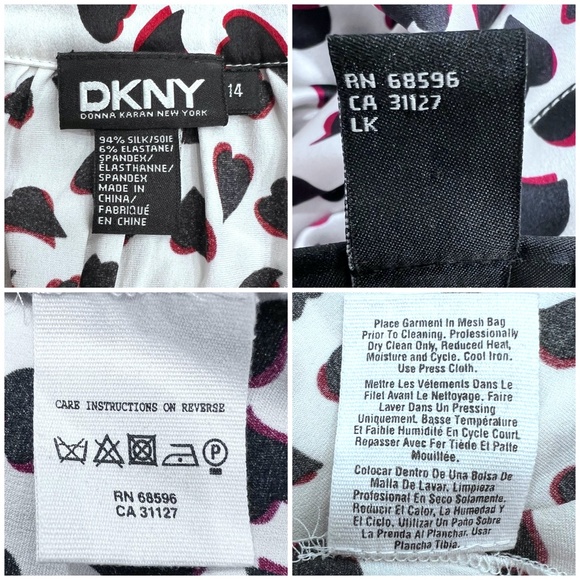 DKNY
DONNA KARAN NEW YORK
14
94% SILK/SOIE
6% ELASTANE/
SPANDEX/
ÉLASTHANNE/
SPANDEX
MADE IN
CHINA/
FABRIQUÉ
EN CHINE
RN 68596
CA 31127
LK
CARE INSTRUCTIONS ON REVERSE
P
RN 68596
CA 31127
Place Garment In Mesh Bag
Prior To Cleaning. Professionally
Dry Clean Only, Reduced Heat,
Moisture and Cycle. Cool Iron.
Use Press Cloth.
Mettre Les Vêtements Dans Le
Filet Avant Le Nettoyage. Faire
Laver Dans Un Pressing
Uniquement. Basse Température
Et Faible Humidité En Cycle Court.
Repasser Avec Fer Tiède Et Patte
Mouillée.
Colocar Dentro De Una Bolsa De
Malla De Lavar. Limpieza
Profesional En Seco Solamente.
Reducir El Calor, La Humedad Y
El Ciclo. Utilizar Un Paño Sobre
La Prenda Al Planchar. Usar
Plancha Tibia.